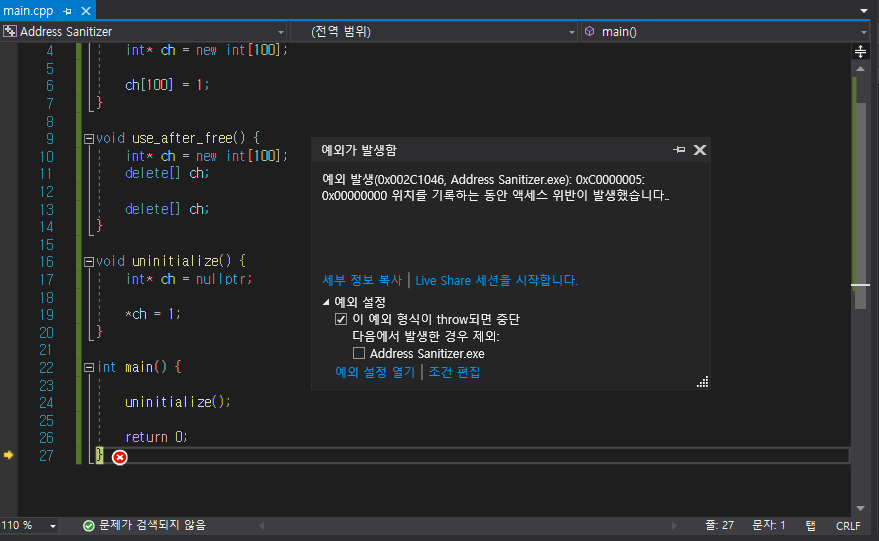 main.cpp
Address Sanitizer
(전역 범위)
main()
4 int* ch = new int[100];
5
6 ch[100] = 1;
7 }
8
9 void use_after_free() {
10 int* ch = new int[100];
11 delete[] ch;
12
13 delete[] ch;
14 }
15
16 void uninitialize() {
17 int* ch = nullptr;
18
19 *ch = 1;
20 }
21
22 int main() {
23
24 uninitialize();
25
26 return 0;
27 }
예외가 발생함
예외 발생(0x002C1046, Address Sanitizer.exe): 0xC0000005:
0x00000000 위치를 기록하는 동안 액세스 위반이 발생했습니다..
세부 정보 복사 | Live Share 세션을 시작합니다.
예외 설정
이 예외 형식이 throw되면 중단
다음에서 발생한 경우 제외:
Address Sanitizer.exe
예외 설정 열기 | 조건 편집
110 %
문제가 검색되지 않음
줄: 27
문자: 1
탭
CRLF